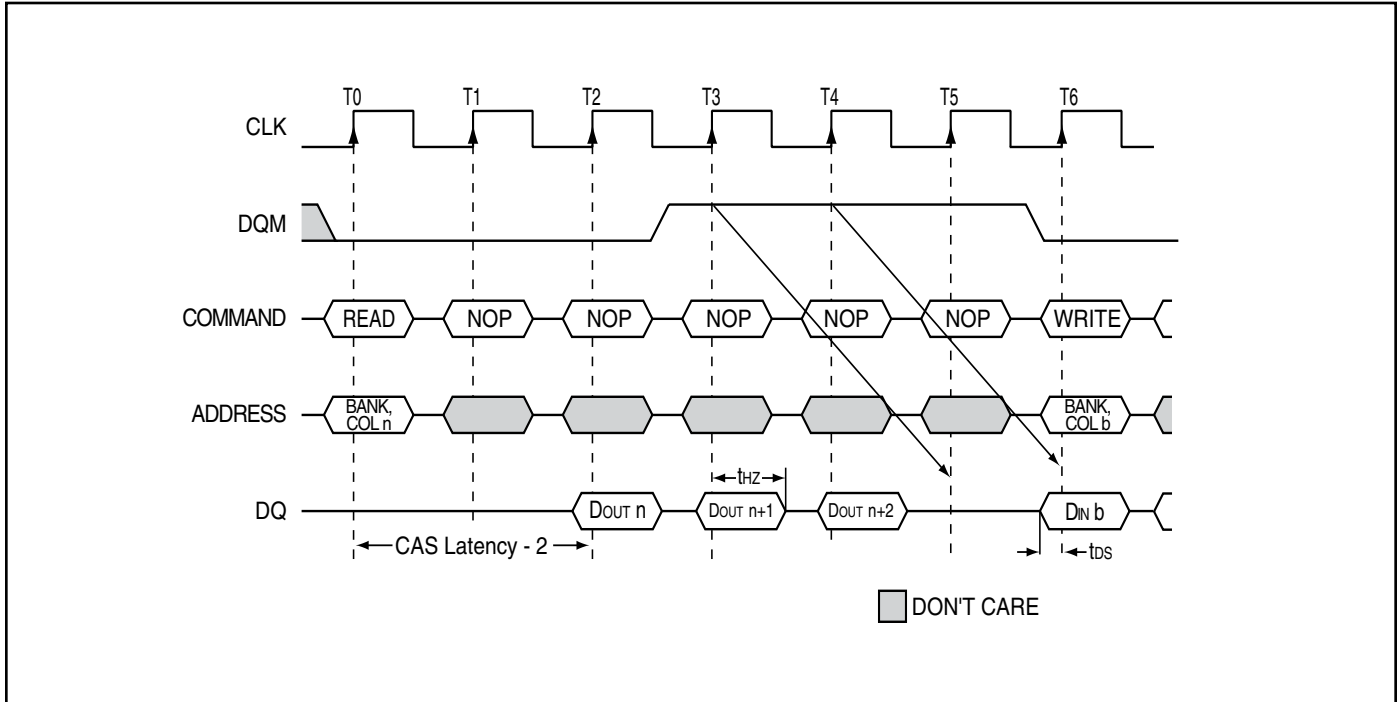 T0 T1 T2 T3 T4 T5 T6
CLK
DQM
COMMAND READ NOP NOP NOP NOP NOP WRITE
ADDRESS BANK, COL n BANK, COL b
tHZ
DQ DOUT n DOUT n+1 DOUT n+2 DIN b
CAS Latency - 2 tDS
DON'T CARE